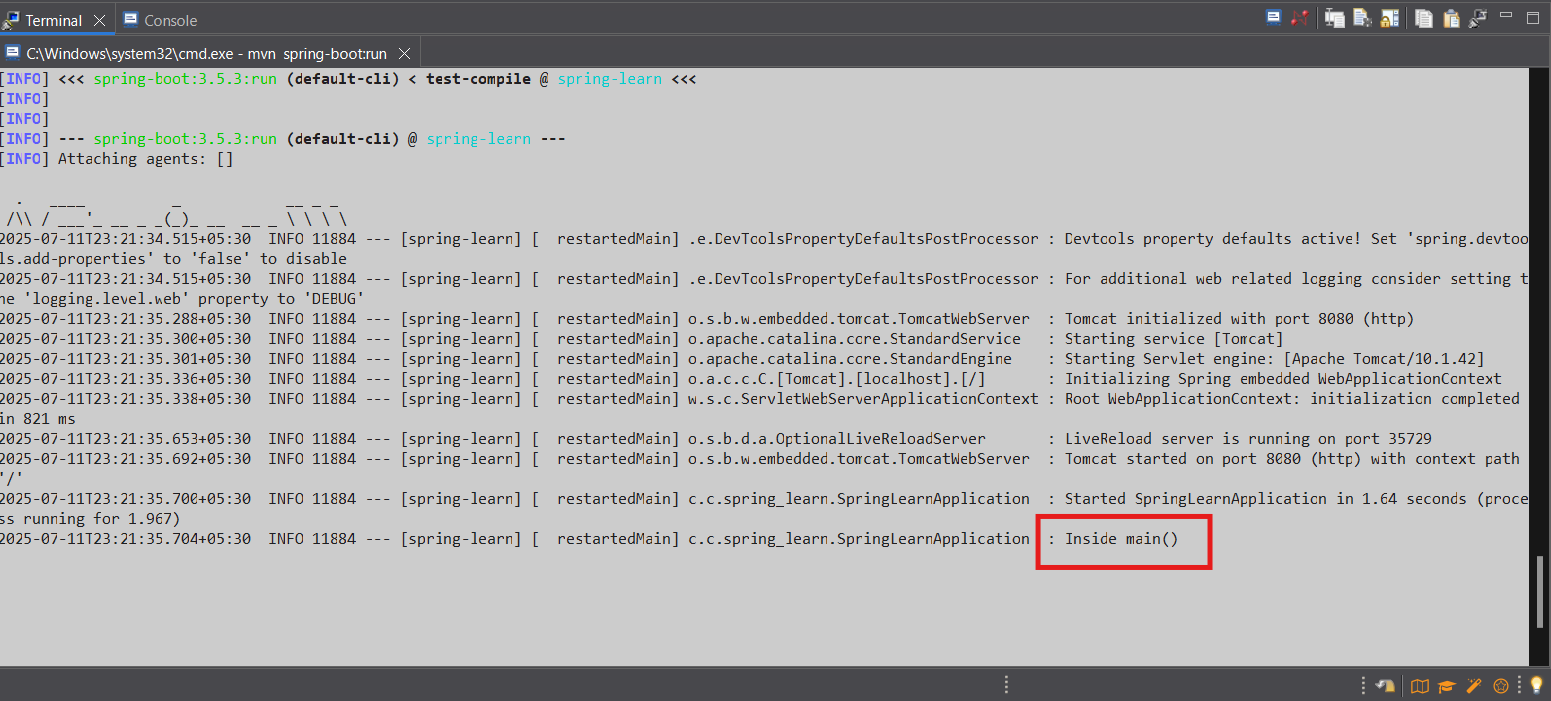 Terminal
Console
C:\Windows\system32\cmd.exe - mvn  spring-boot:run
[INFO] <<< spring-boot:3.5.3:run (default-cli) < test-compile @ spring-learn <<<
[INFO]
[INFO]
[INFO] --- spring-boot:3.5.3:run (default-cli) @ spring-learn ---
[INFO] Attaching agents: []
  .   ____          _            __ _ _
 /\\ / ___'_ __ _ _(_)_ __  __ _ \ \ \ \
2025-07-11T23:21:34.515+05:30  INFO 11884 --- [spring-learn] [  restartedMain] .e.DevToolsPropertyDefaultsPostProcessor : Devtools property defaults active! Set 'spring.devtoo
ls.add-properties' to 'false' to disable
2025-07-11T23:21:34.515+05:30  INFO 11884 --- [spring-learn] [  restartedMain] .e.DevToolsPropertyDefaultsPostProcessor : For additional web related logging consider setting t
he 'logging.level.web' property to 'DEBUG'
2025-07-11T23:21:35.288+05:30  INFO 11884 --- [spring-learn] [  restartedMain] o.s.b.w.embedded.tomcat.TomcatWebServer  : Tomcat initialized with port 8080 (http)
2025-07-11T23:21:35.300+05:30  INFO 11884 --- [spring-learn] [  restartedMain] o.apache.catalina.core.StandardService   : Starting service [Tomcat]
2025-07-11T23:21:35.301+05:30  INFO 11884 --- [spring-learn] [  restartedMain] o.apache.catalina.core.StandardEngine    : Starting Servlet engine: [Apache Tomcat/10.1.42]
2025-07-11T23:21:35.336+05:30  INFO 11884 --- [spring-learn] [  restartedMain] o.a.c.c.C.[Tomcat].[localhost].[/]       : Initializing Spring embedded WebApplicationContext
2025-07-11T23:21:35.338+05:30  INFO 11884 --- [spring-learn] [  restartedMain] w.s.c.ServletWebServerApplicationContext : Root WebApplicationContext: initialization completed
in 821 ms
2025-07-11T23:21:35.653+05:30  INFO 11884 --- [spring-learn] [  restartedMain] o.s.b.d.a.OptionalLiveReloadServer       : LiveReload server is running on port 35729
2025-07-11T23:21:35.692+05:30  INFO 11884 --- [spring-learn] [  restartedMain] o.s.b.w.embedded.tomcat.TomcatWebServer  : Tomcat started on port 8080 (http) with context path
'/'
2025-07-11T23:21:35.700+05:30  INFO 11884 --- [spring-learn] [  restartedMain] c.c.spring_learn.SpringLearnApplication  : Started SpringLearnApplication in 1.64 seconds (proce
ss running for 1.967)
2025-07-11T23:21:35.704+05:30  INFO 11884 --- [spring-learn] [  restartedMain] c.c.spring_learn.SpringLearnApplication  : Inside main()